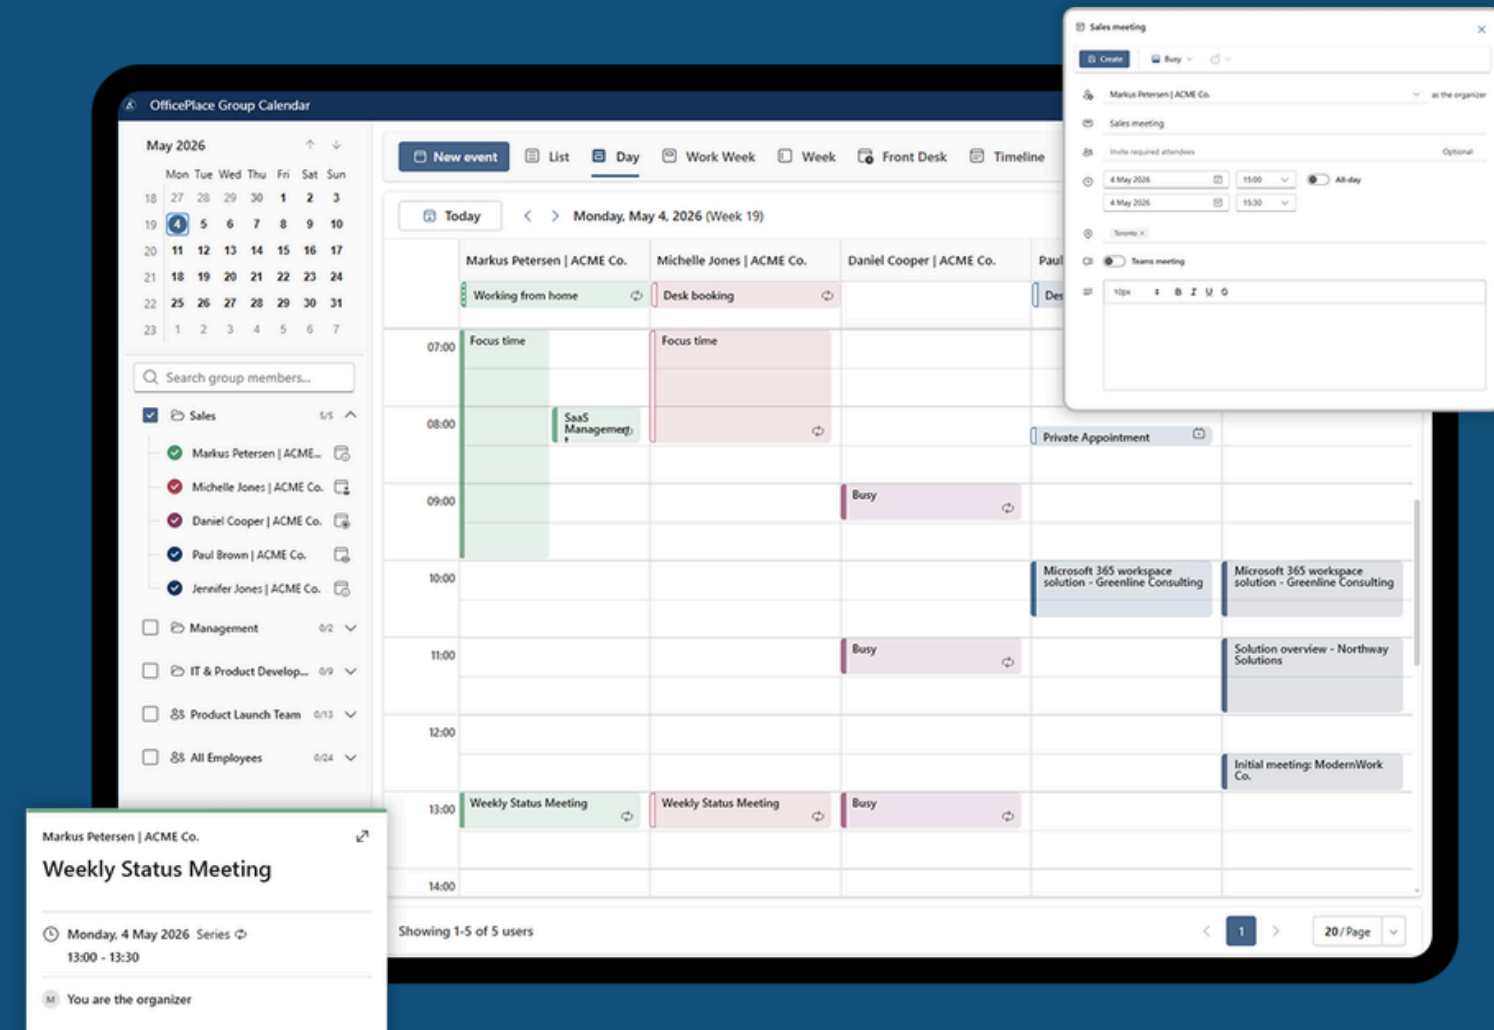 OfficePlace Group Calendar
May 2026
Mon Tue Wed Thu Fri Sat Sun
18 27 28 29 30 1 2 3
19 4 5 6 7 8 9 10
20 11 12 13 14 15 16 17
21 18 19 20 21 22 23 24
22 25 26 27 28 29 30 31
23 1 2 3 4 5 6 7
Search group members...
Sales 5/5
Markus Petersen | ACME...
Michelle Jones | ACME Co.
Daniel Cooper | ACME Co.
Paul Brown | ACME Co.
Jennifer Jones | ACME Co.
Management 0/2
IT & Product Develop... 0/9
Product Launch Team 0/13
All Employees 0/24
New event List Day Work Week Week Front Desk Timeline
Today Monday, May 4, 2026 (Week 19)
Markus Petersen | ACME Co. Michelle Jones | ACME Co. Daniel Cooper | ACME Co. Paul
Working from home Desk booking Des
07:00 Focus time Focus time
08:00 SaaS
Management
Private Appointment
09:00 Busy
10:00 Microsoft 365 workspace
solution - Greenline Consulting
Microsoft 365 workspace
solution - Greenline Consulting
11:00 Busy
Solution overview - Northway
Solutions
12:00
Initial meeting: ModernWork
Co.
13:00 Weekly Status Meeting Weekly Status Meeting Busy
14:00
Showing 1-5 of 5 users 1 20/Page
Sales meeting
Create Busy
Markus Petersen | ACME Co. as the organizer
Sales meeting
Invite required attendees Optional
4 May 2026 15:00 All-day
4 May 2026 15:30
Toronto ×
Teams meeting
10px B I U
Markus Petersen | ACME Co.
Weekly Status Meeting
Monday, 4 May 2026 Series
13:00 - 13:30
M You are the organizer